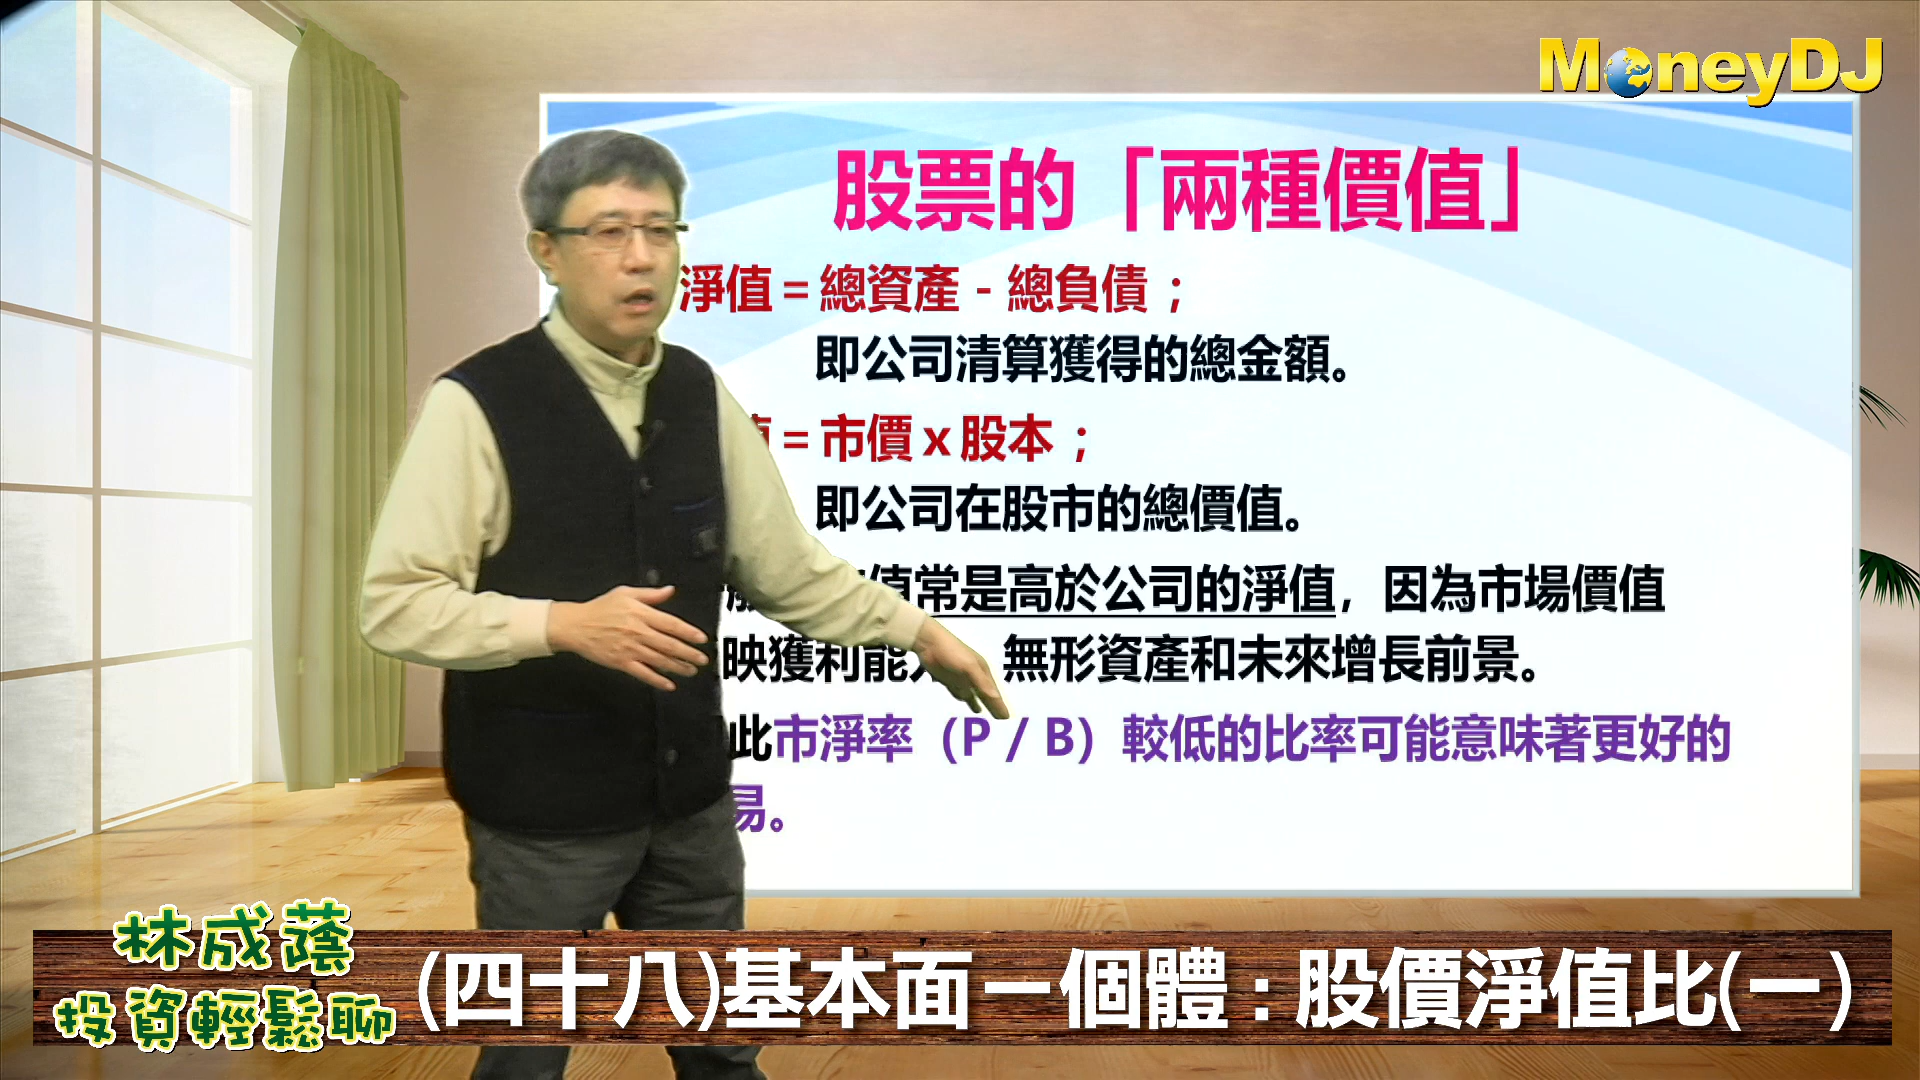 MoneyDJ
股票的「兩種價值」
淨值=總資產-總負債；
即公司清算獲得的總金額。
=市價x股本；
即公司在股市的總價值。
值常是高於公司的淨值，因為市場價值
映獲利能 無形資產和未來增長前景。
此市淨率（P / B）較低的比率可能意味著更好的
易。
林成蔭
投資輕鬆聊
(四十八)基本面－個體：股價淨值比(一)